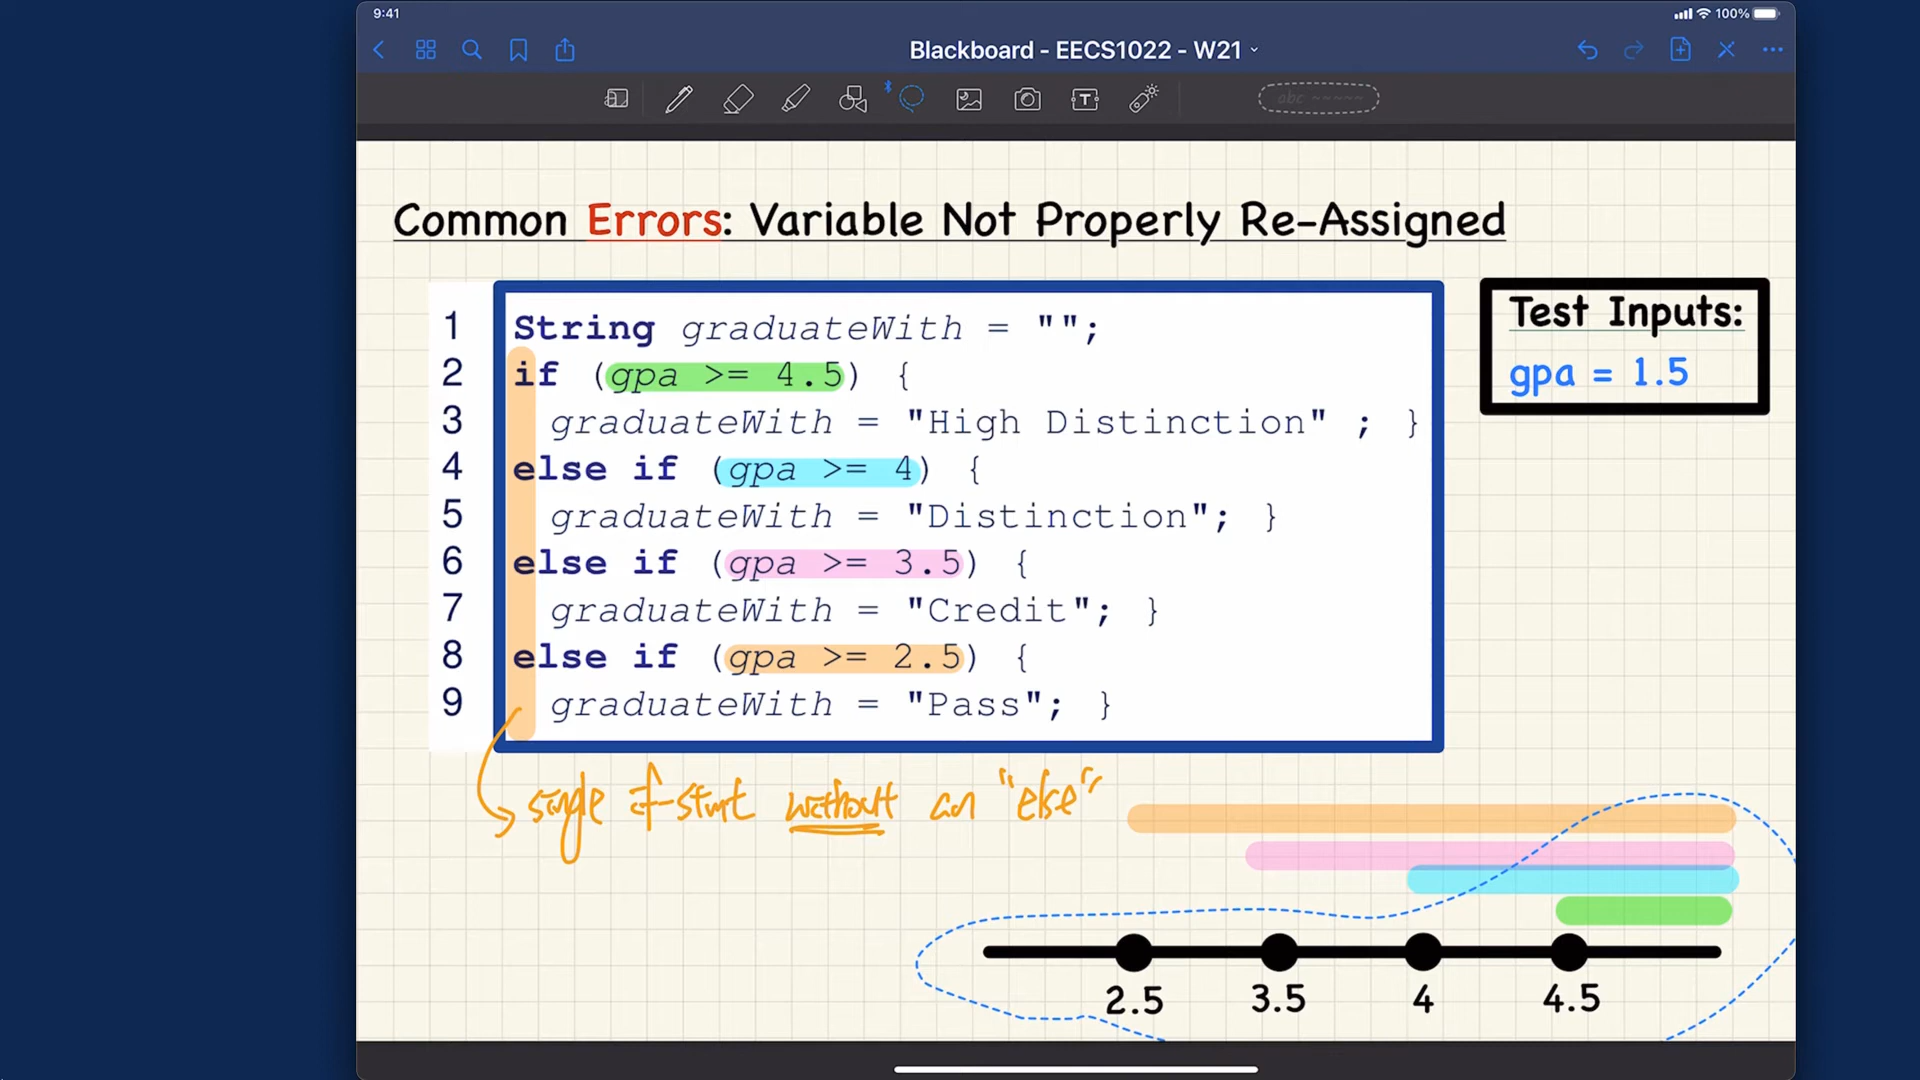 9:41
100%
Blackboard - EECS1022 - W21
abc
Common Errors: Variable Not Properly Re-Assigned
1 String graduateWith = "";
2 if (gpa >= 4.5) {
3 graduateWith = "High Distinction" ; }
4 else if (gpa >= 4) {
5 graduateWith = "Distinction"; }
6 else if (gpa >= 3.5) {
7 graduateWith = "Credit"; }
8 else if (gpa >= 2.5) {
9 graduateWith = "Pass"; }
Test Inputs:
gpa = 1.5
single if-stmt without an "else"
2.5 3.5 4 4.5